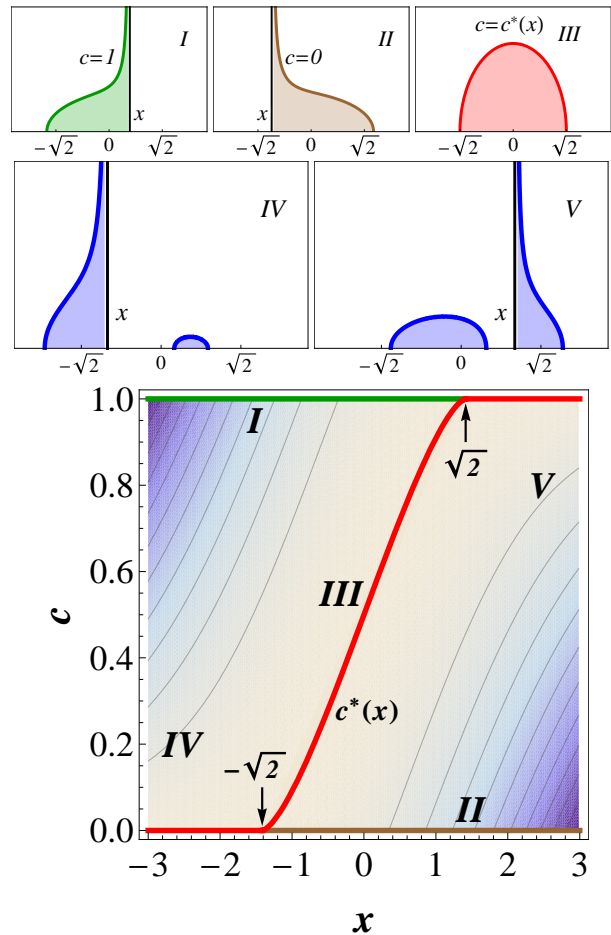 I
c=1
x
−√2 0 √2
II
c=0
x
−√2 0 √2
III
c=c*(x)
−√2 0 √2
IV
x
−√2 0 √2
V
x
−√2 0 √2
1.0
0.8
0.6
0.4
0.2
0.0
c
I
√2
V
III
c*(x)
IV
−√2
II
−3 −2 −1 0 1 2 3
x